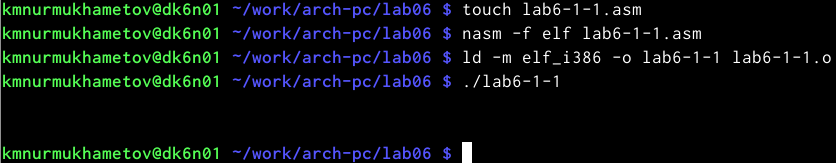 kmnurmukhametov@dk6n01 ~/work/arch-pc/lab06 $ touch lab6-1-1.asm
kmnurmukhametov@dk6n01 ~/work/arch-pc/lab06 $ nasm -f elf lab6-1-1.asm
kmnurmukhametov@dk6n01 ~/work/arch-pc/lab06 $ ld -m elf_i386 -o lab6-1-1 lab6-1-1.o
kmnurmukhametov@dk6n01 ~/work/arch-pc/lab06 $ ./lab6-1-1
kmnurmukhametov@dk6n01 ~/work/arch-pc/lab06 $